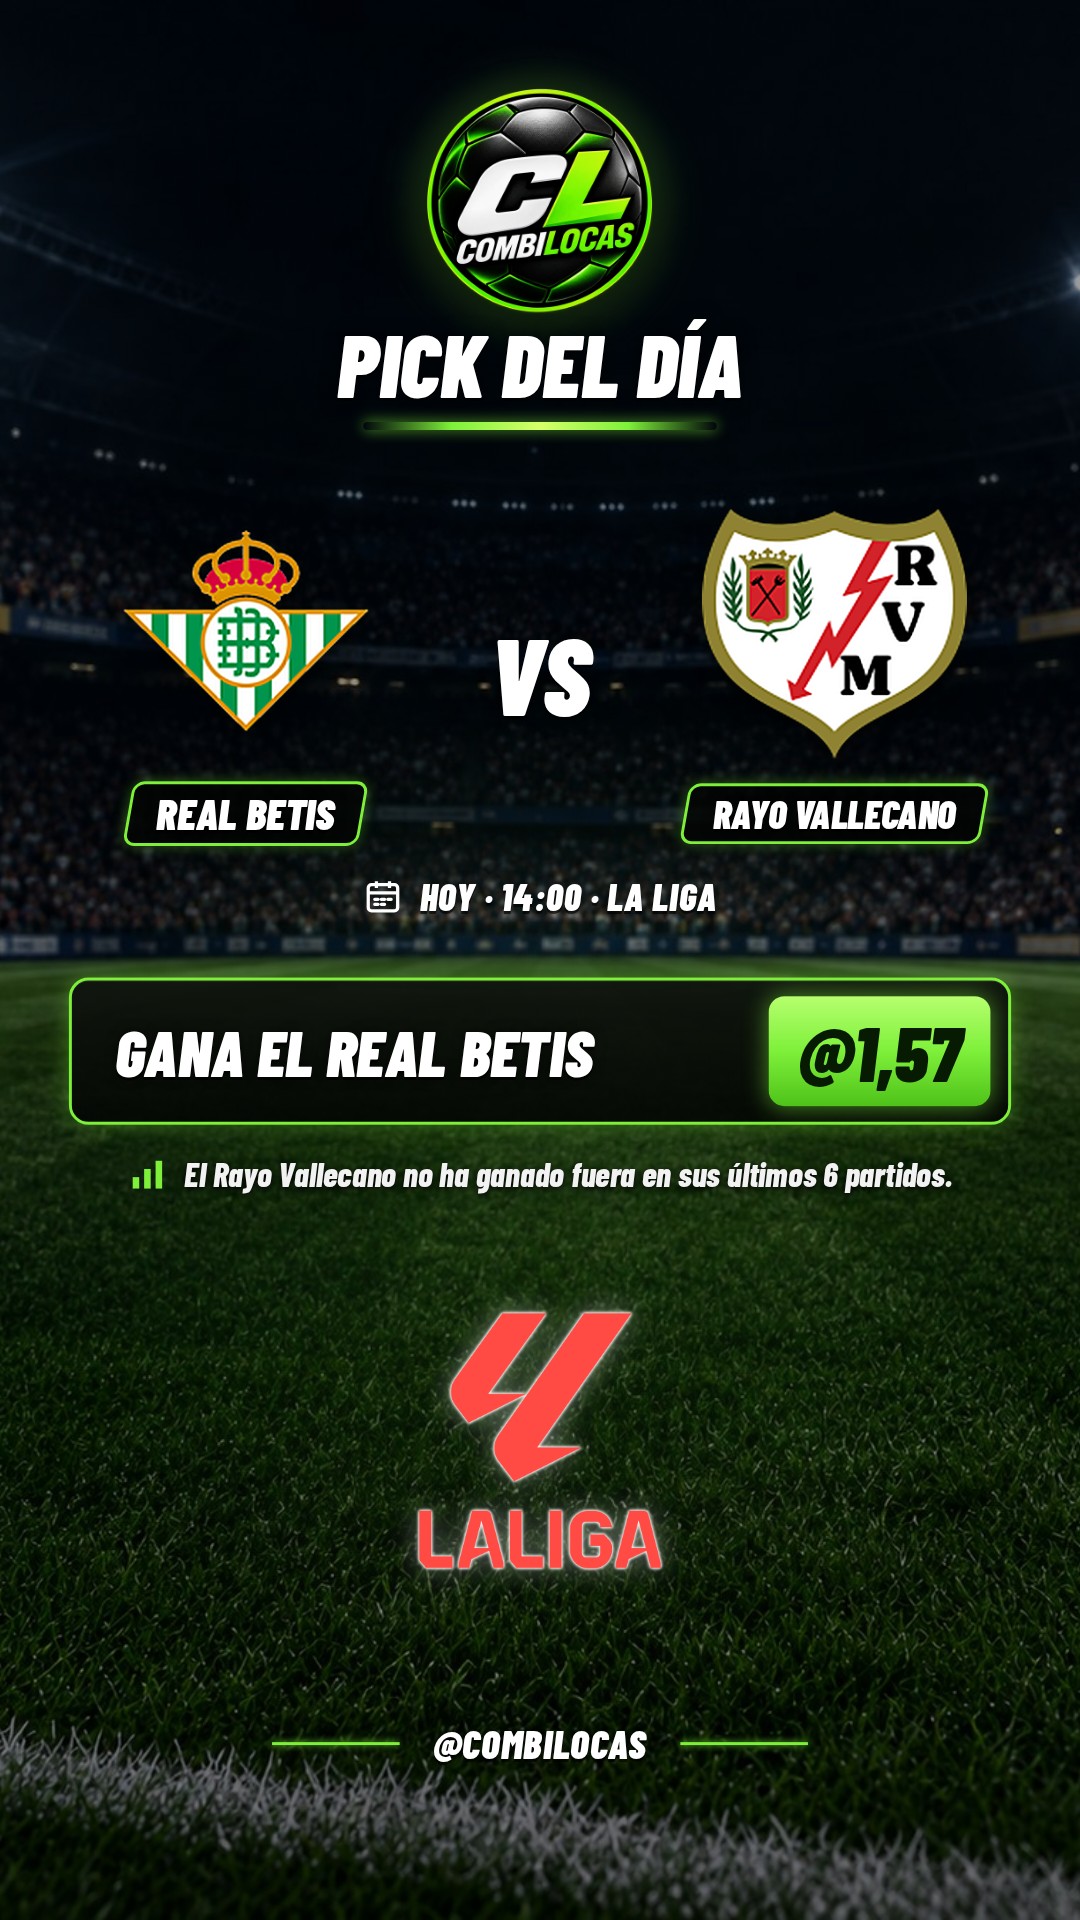 CL
COMBILOCAS
PICK DEL DÍA
R
V
M
VS
REAL BETIS
RAYO VALLECANO
HOY · 14:00 · LA LIGA
GANA EL REAL BETIS
@1,57
El Rayo Vallecano no ha ganado fuera en sus últimos 6 partidos.
LALIGA
@COMBILOCAS